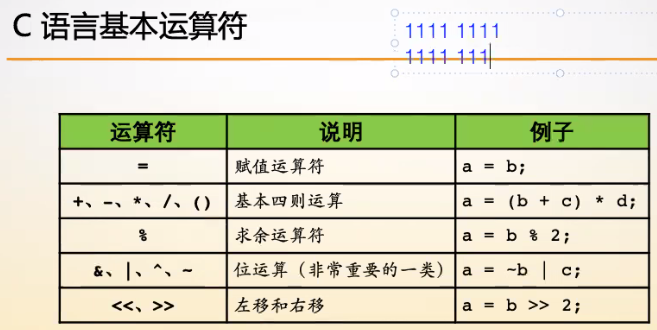 C 语言基本运算符
1111 1111
1111 111
运算符 说明 例子
= 赋值运算符 a = b;
+、-、*、/、() 基本四则运算 a = (b + c) * d;
% 求余运算符 a = b % 2;
&、|、^、~ 位运算（非常重要的一类） a = ~b | c;
<<、>> 左移和右移 a = b >> 2;